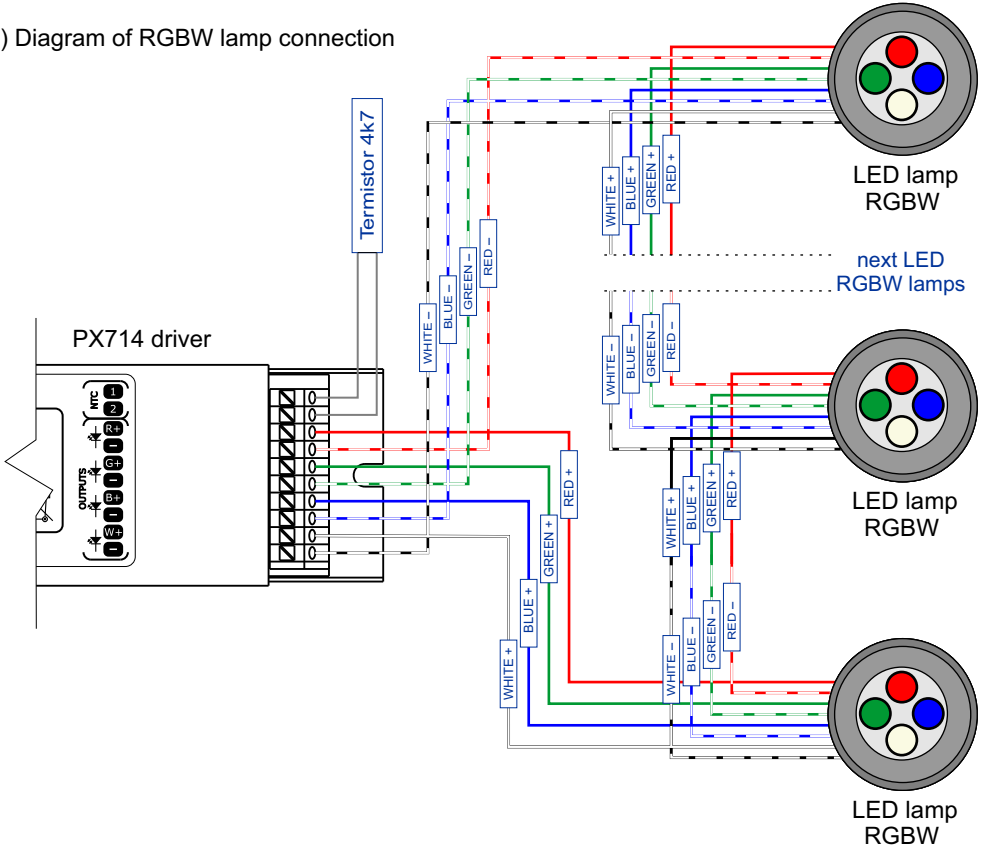 ) Diagram of RGBW lamp connection
Termistor 4k7
PX714 driver
NTC
1
2
OUTPUTS
R+
−
G+
−
B+
−
W+
−
WHITE −
BLUE −
GREEN −
RED −
WHITE +
BLUE +
GREEN +
RED +
LED lamp
RGBW
next LED
RGBW lamps
WHITE −
BLUE −
GREEN −
RED −
LED lamp
RGBW
WHITE +
BLUE +
GREEN +
RED +
RED +
GREEN +
BLUE +
WHITE +
WHITE −
BLUE −
GREEN −
RED −
LED lamp
RGBW